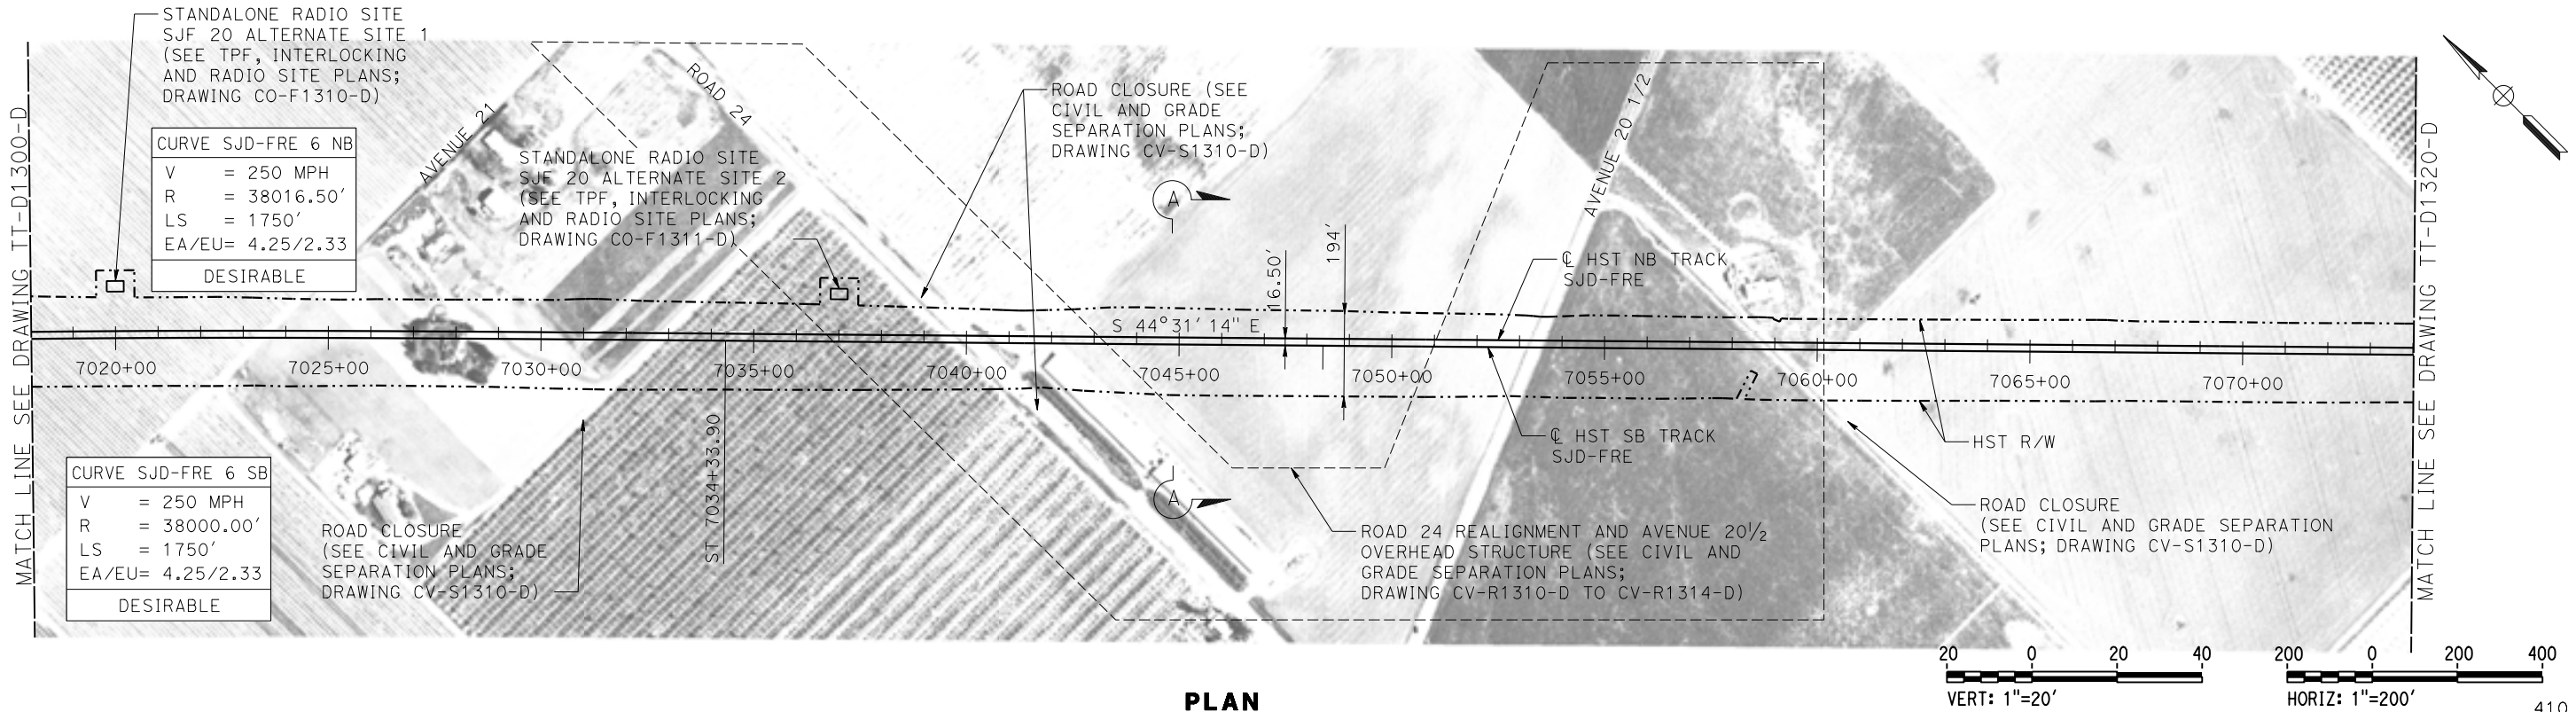 STANDALONE RADIO SITE
SJF 20 ALTERNATE SITE 1
(SEE TPF, INTERLOCKING
AND RADIO SITE PLANS;
DRAWING CO-F1310-D)
MATCH LINE SEE DRAWING TT-D1300-D
CURVE SJD-FRE 6 NB
V = 250 MPH
R = 38016.50'
LS = 1750'
EA/EU= 4.25/2.33
DESIRABLE
AVENUE 21
ROAD 24
STANDALONE RADIO SITE
SJF 20 ALTERNATE SITE 2
(SEE TPF, INTERLOCKING
AND RADIO SITE PLANS;
DRAWING CO-F1311-D)
ROAD CLOSURE (SEE
CIVIL AND GRADE
SEPARATION PLANS;
DRAWING CV-S1310-D)
A
AVENUE 20 1/2
16.50'
194'
℄ HST NB TRACK
SJD-FRE
S 44°31'14" E
7020+00 7025+00 7030+00 7035+00 7040+00 7045+00 7050+00 7055+00 7060+00 7065+00 7070+00
ST 7034+33.90
℄ HST SB TRACK
SJD-FRE
HST R/W
CURVE SJD-FRE 6 SB
V = 250 MPH
R = 38000.00'
LS = 1750'
EA/EU= 4.25/2.33
DESIRABLE
ROAD CLOSURE
(SEE CIVIL AND GRADE
SEPARATION PLANS;
DRAWING CV-S1310-D)
A
ROAD 24 REALIGNMENT AND AVENUE 20½
OVERHEAD STRUCTURE (SEE CIVIL AND
GRADE SEPARATION PLANS;
DRAWING CV-R1310-D TO CV-R1314-D)
ROAD CLOSURE
(SEE CIVIL AND GRADE SEPARATION
PLANS; DRAWING CV-S1310-D)
MATCH LINE SEE DRAWING TT-D1320-D
20 0 20 40
VERT: 1"=20'
200 0 200 400
HORIZ: 1"=200'
PLAN
410